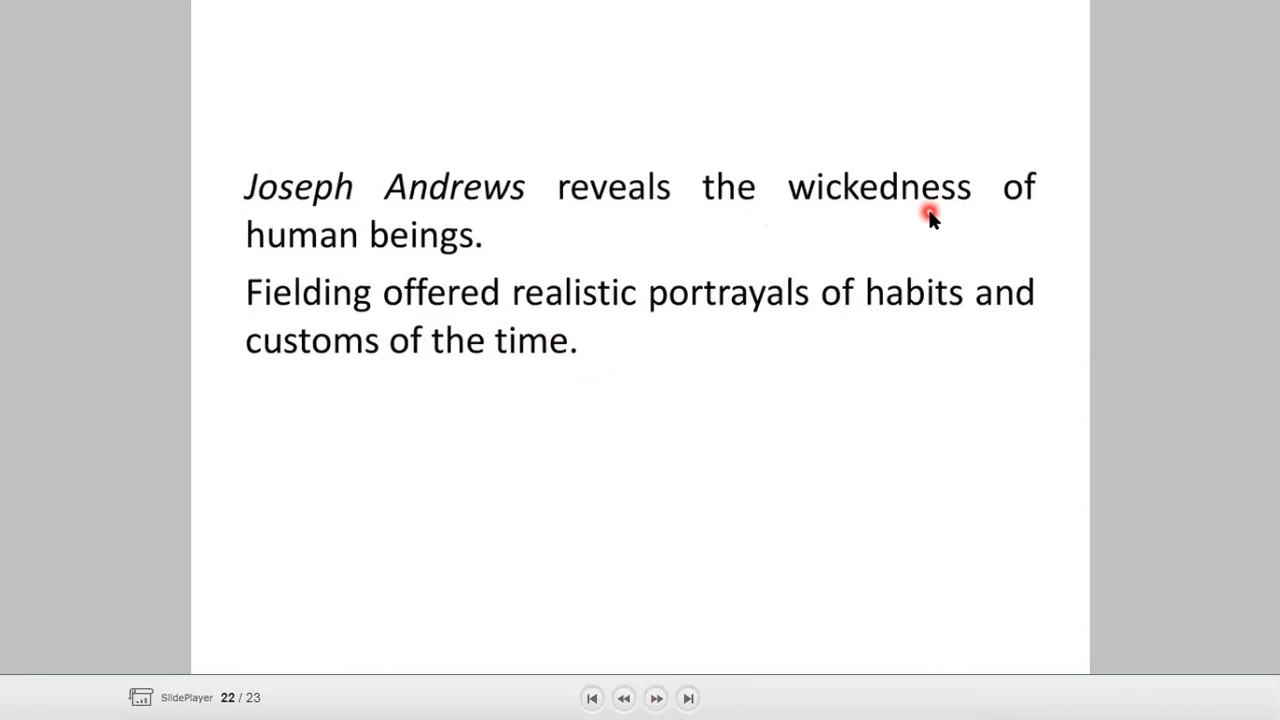 Joseph Andrews reveals the wickedness of
human beings.
Fielding offered realistic portrayals of habits and
customs of the time.
SlidePlayer 22 / 23